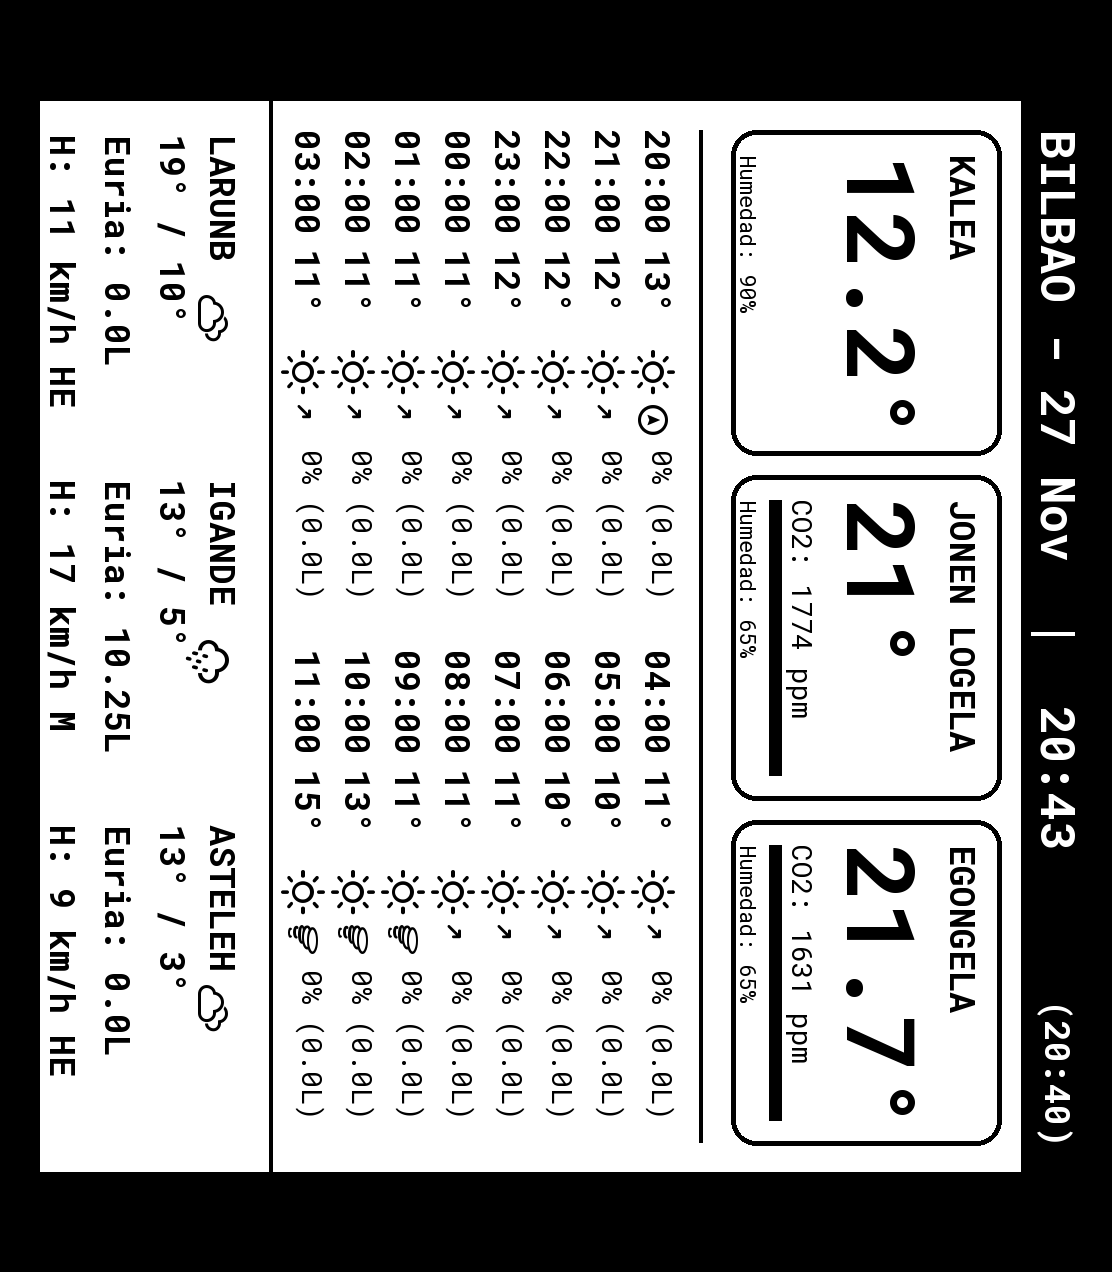 BILBAO - 27 Nov | 20:43 (20:40)
KALEA
12.2°
Humedad: 90%
JONEN LOGELA
21°
CO2: 1774 ppm
Humedad: 65%
EGONGELA
21.7°
CO2: 1631 ppm
Humedad: 65%
20:00 13° 0% (0.0L)
21:00 12° ↗ 0% (0.0L)
22:00 12° ↗ 0% (0.0L)
23:00 12° ↗ 0% (0.0L)
00:00 11° ↗ 0% (0.0L)
01:00 11° ↗ 0% (0.0L)
02:00 11° ↗ 0% (0.0L)
03:00 11° ↗ 0% (0.0L)
04:00 11° ↗ 0% (0.0L)
05:00 10° ↗ 0% (0.0L)
06:00 10° ↗ 0% (0.0L)
07:00 11° ↗ 0% (0.0L)
08:00 11° ↗ 0% (0.0L)
09:00 11° 0% (0.0L)
10:00 13° 0% (0.0L)
11:00 15° 0% (0.0L)
LARUNB
19° / 10°
Euria: 0.0L
H: 11 km/h HE
IGANDE
13° / 5°
Euria: 10.25L
H: 17 km/h M
ASTELEH
13° / 3°
Euria: 0.0L
H: 9 km/h HE